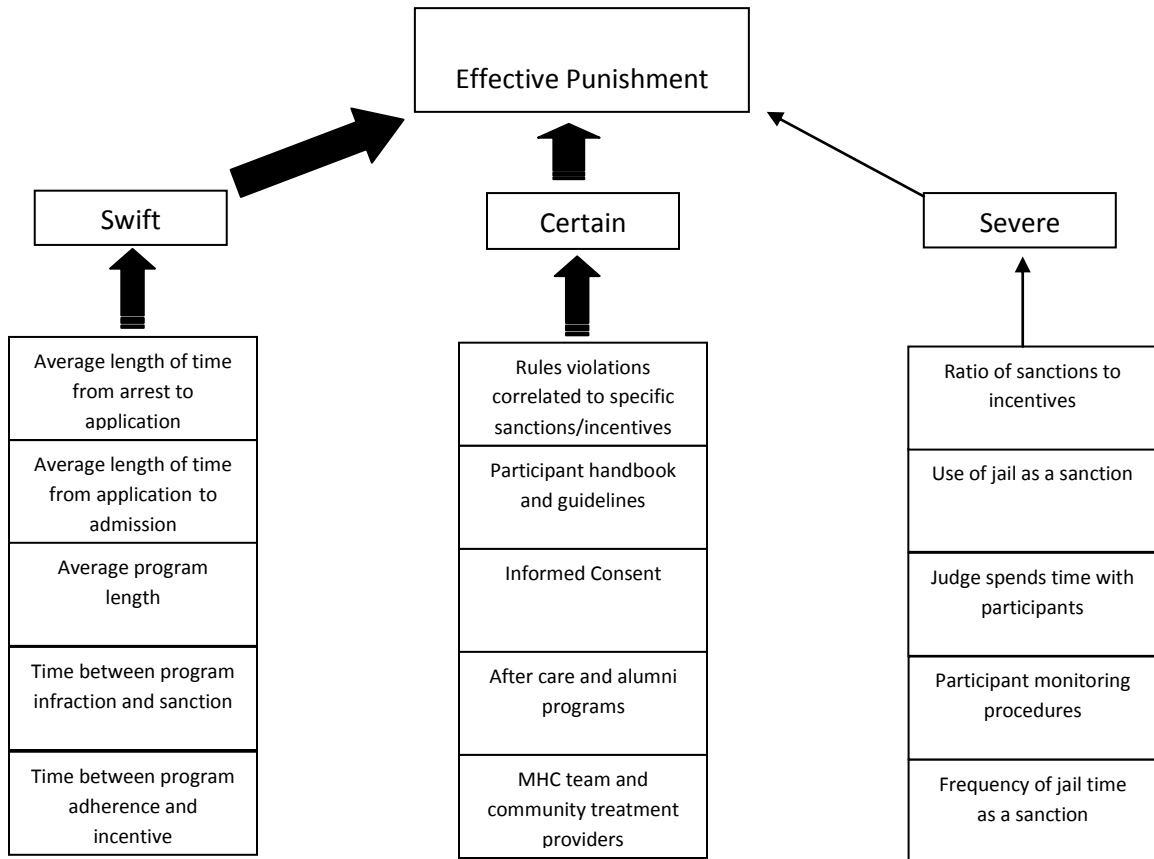 Effective Punishment
Swift
Certain
Severe
Average length of time
from arrest to
application
Average length of time
from application to
admission
Average program
length
Time between program
infraction and sanction
Time between program
adherence and
incentive
Rules violations
correlated to specific
sanctions/incentives
Participant handbook
and guidelines
Informed Consent
After care and alumni
programs
MHC team and
community treatment
providers
Ratio of sanctions to
incentives
Use of jail as a sanction
Judge spends time with
participants
Participant monitoring
procedures
Frequency of jail time
as a sanction